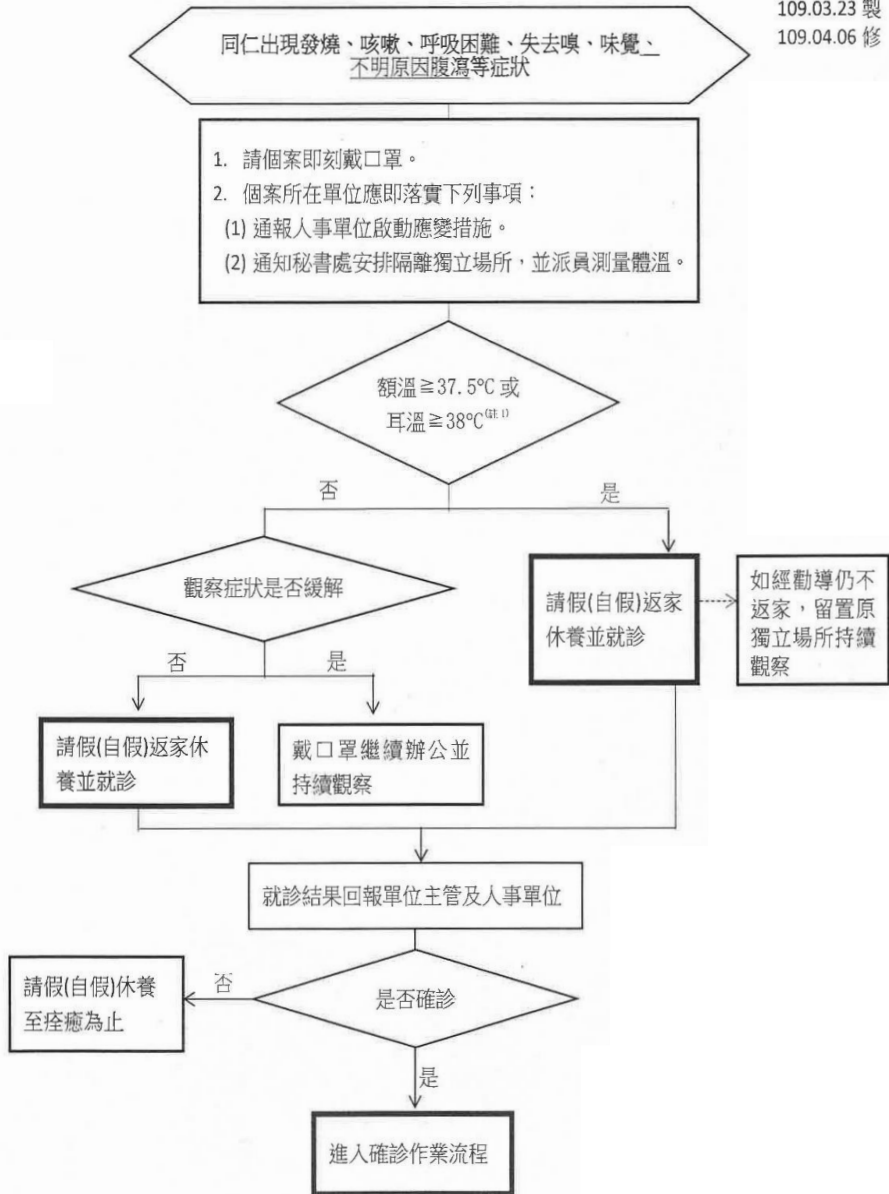 109.03.23 製
109.04.06 修
同仁出現發燒、咳嗽、呼吸困難、失去嗅、味覺、
不明原因腹瀉等症狀
1. 請個案即刻戴口罩。
2. 個案所在單位應即落實下列事項：
(1) 通報人事單位啟動應變措施。
(2) 通知秘書處安排隔離獨立場所，並派員測量體溫。
額溫≧37.5℃ 或
耳溫≧38℃(註1)
否
是
觀察症狀是否緩解
請假(自假)返家
休養並就診
如經勸導仍不
返家，留置原
獨立場所持續
觀察
否
是
請假(自假)返家休
養並就診
戴口罩繼續辦公並
持續觀察
就診結果回報單位主管及人事單位
是否確診
否
請假(自假)休養
至痊癒為止
是
進入確診作業流程